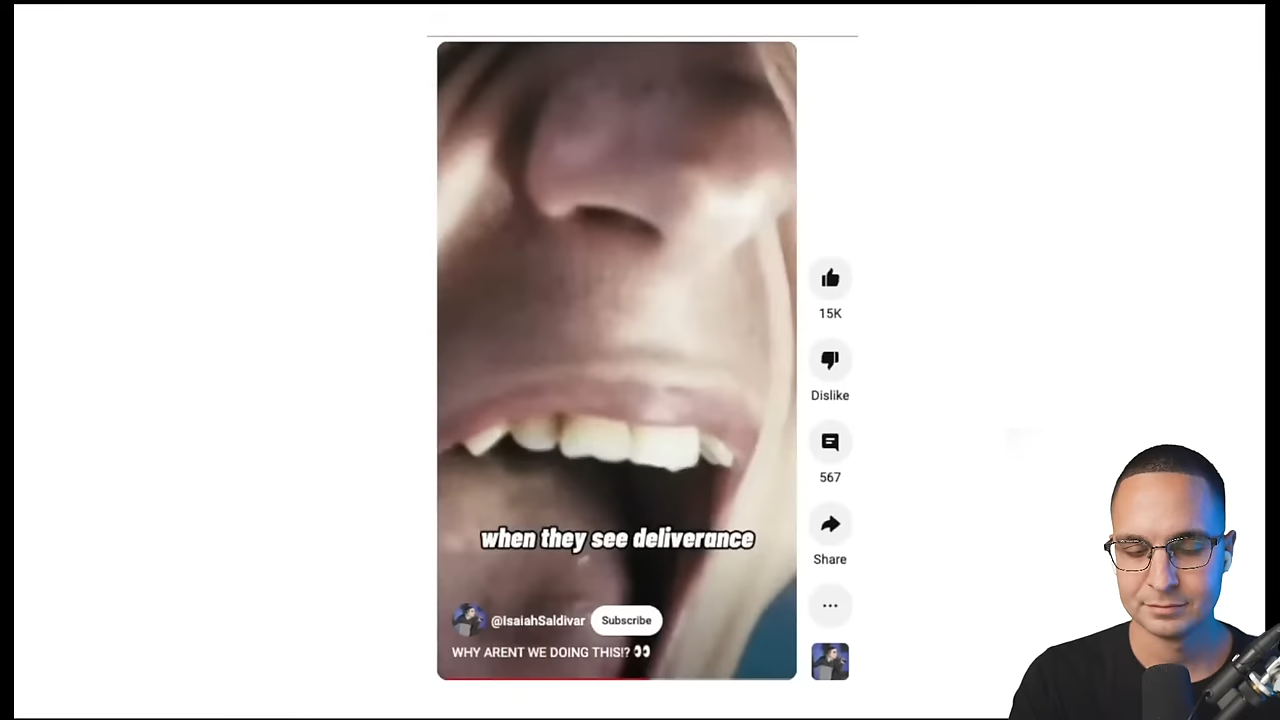 15K
Dislike
567
when they see deliverance
Share
@IsaiahSaldivar Subscribe
WHY ARENT WE DOING THIS!? 👀